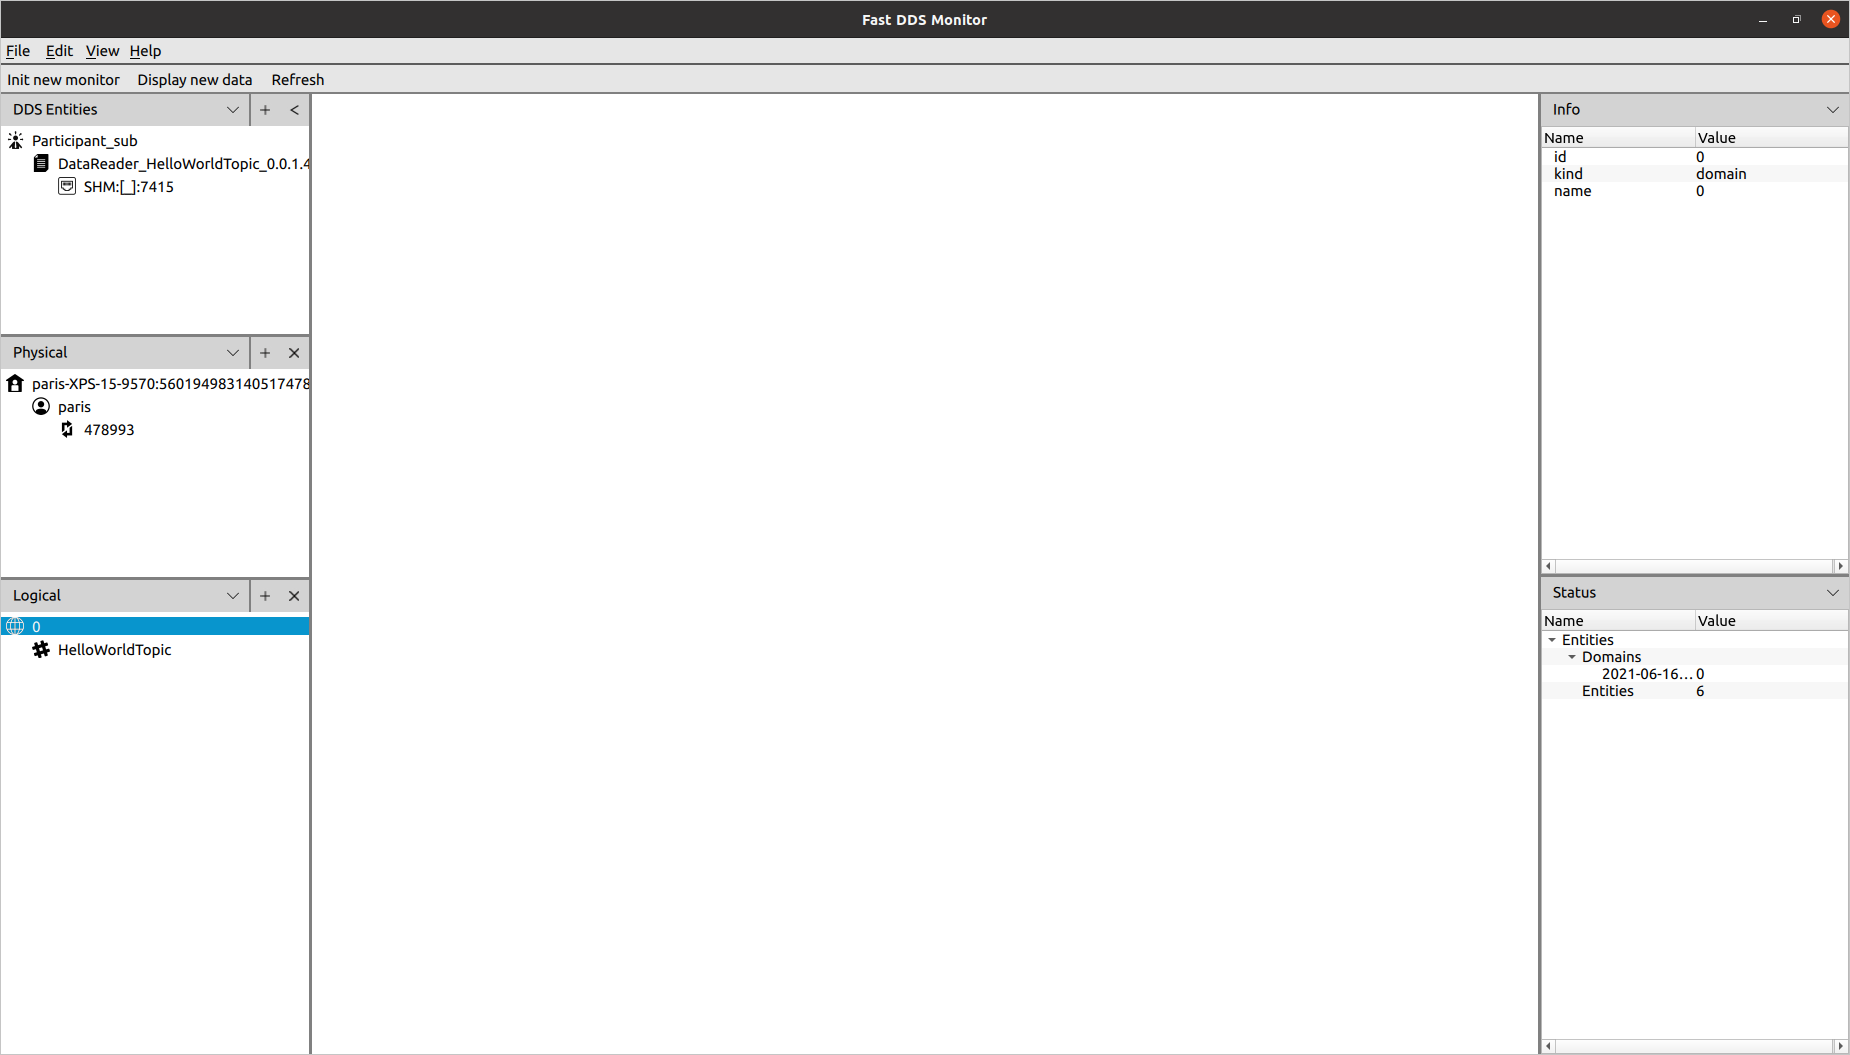 Fast DDS Monitor
File Edit View Help
Init new monitor Display new data Refresh
DDS Entities
Participant_sub
DataReader_HelloWorldTopic_0.0.1.4
SHM:[_]:7415
Physical
paris-XPS-15-9570:560194983140517478
paris
478993
Logical
0
HelloWorldTopic
Info
Name Value
id 0
kind domain
name 0
Status
Name Value
Entities
Domains
2021-06-16... 0
Entities 6